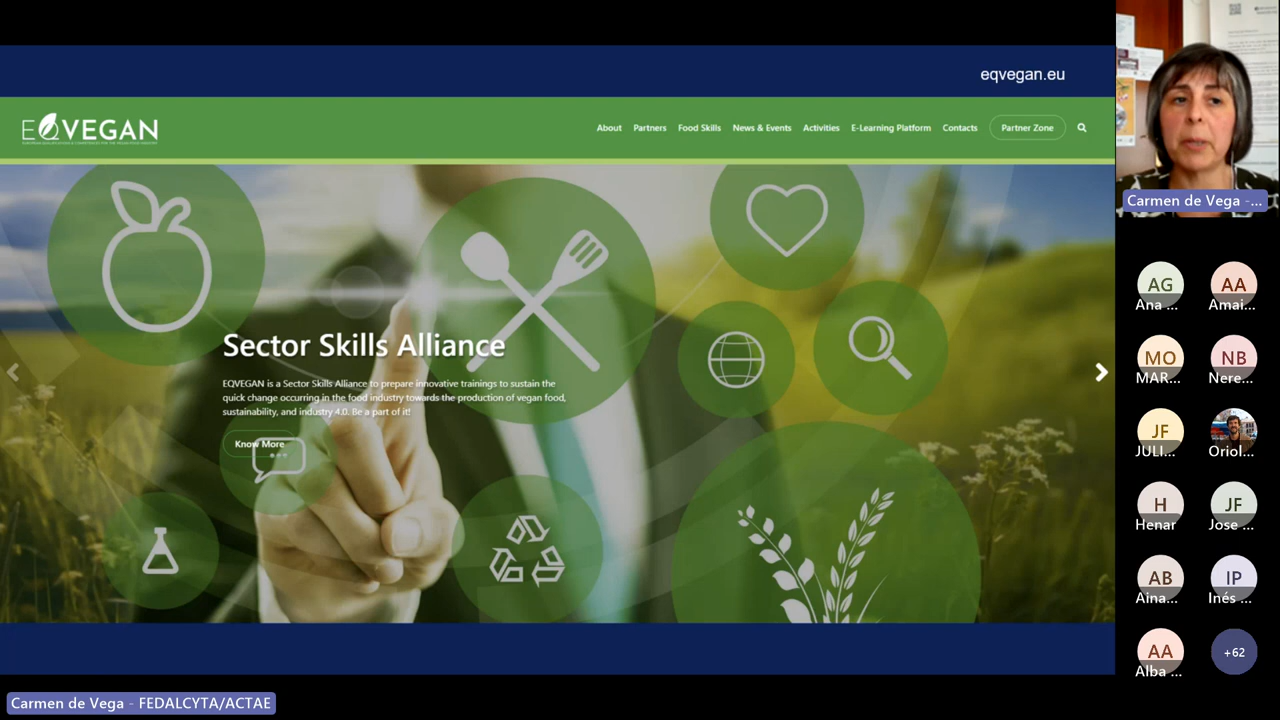 eqvegan.eu
EQVEGAN
About Partners Food Skills News & Events Activities E-Learning Platform Contacts Partner Zone
Sector Skills Alliance
EQVEGAN is a Sector Skills Alliance to prepare innovative trainings to sustain the
quick change occurring in the food industry towards the production of vegan food,
sustainability, and industry 4.0. Be a part of it!
Know More
Carmen de Vega -...
AG
Ana ...
AA
Amai...
MO
MAR...
NB
Nere...
JF
JULI...
Oriol...
H
Henar
JF
Jose ...
AB
Aina...
IP
Inés ...
AA
Alba ...
+62
Carmen de Vega - FEDALCYTA/ACTAE